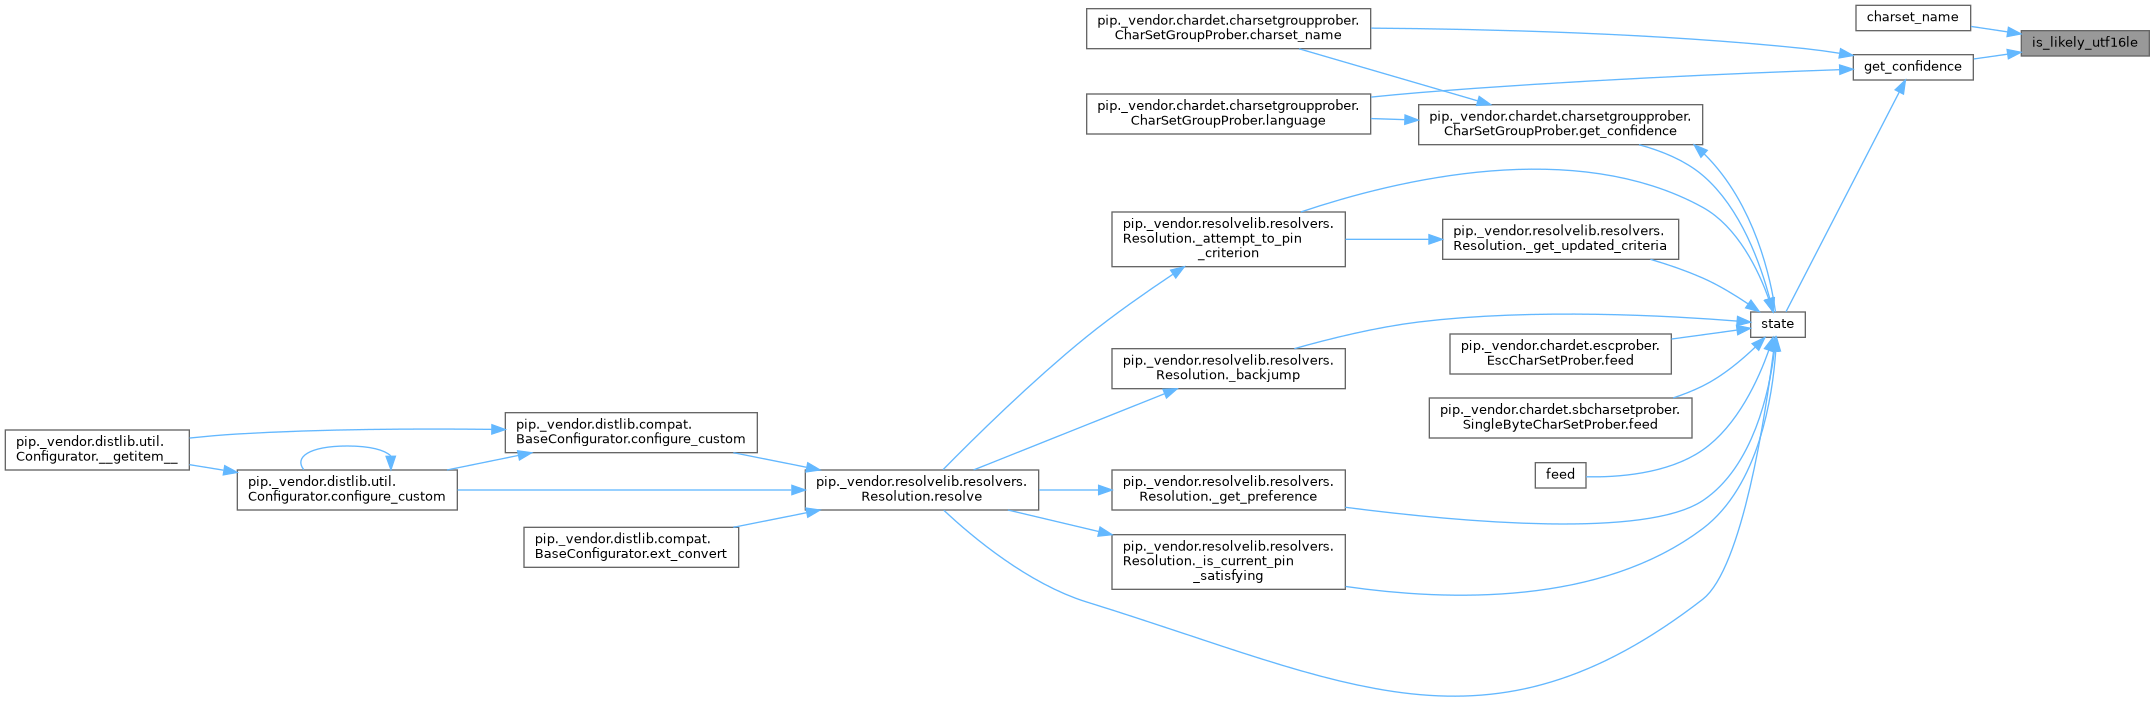 pip._vendor.chardet.charsetgroupprober.
CharSetGroupProber.charset_name
charset_name
is_likely_utf16le
get_confidence
pip._vendor.chardet.charsetgroupprober.
CharSetGroupProber.language
pip._vendor.chardet.charsetgroupprober.
CharSetGroupProber.get_confidence
pip._vendor.resolvelib.resolvers.
Resolution._attempt_to_pin
_criterion
pip._vendor.resolvelib.resolvers.
Resolution._get_updated_criteria
state
pip._vendor.chardet.escprober.
EscCharSetProber.feed
pip._vendor.resolvelib.resolvers.
Resolution._backjump
pip._vendor.chardet.sbcharsetprober.
SingleByteCharSetProber.feed
pip._vendor.distlib.compat.
BaseConfigurator.configure_custom
pip._vendor.distlib.util.
Configurator.__getitem__
pip._vendor.distlib.util.
Configurator.configure_custom
pip._vendor.resolvelib.resolvers.
Resolution.resolve
pip._vendor.resolvelib.resolvers.
Resolution._get_preference
feed
pip._vendor.distlib.compat.
BaseConfigurator.ext_convert
pip._vendor.resolvelib.resolvers.
Resolution._is_current_pin
_satisfying